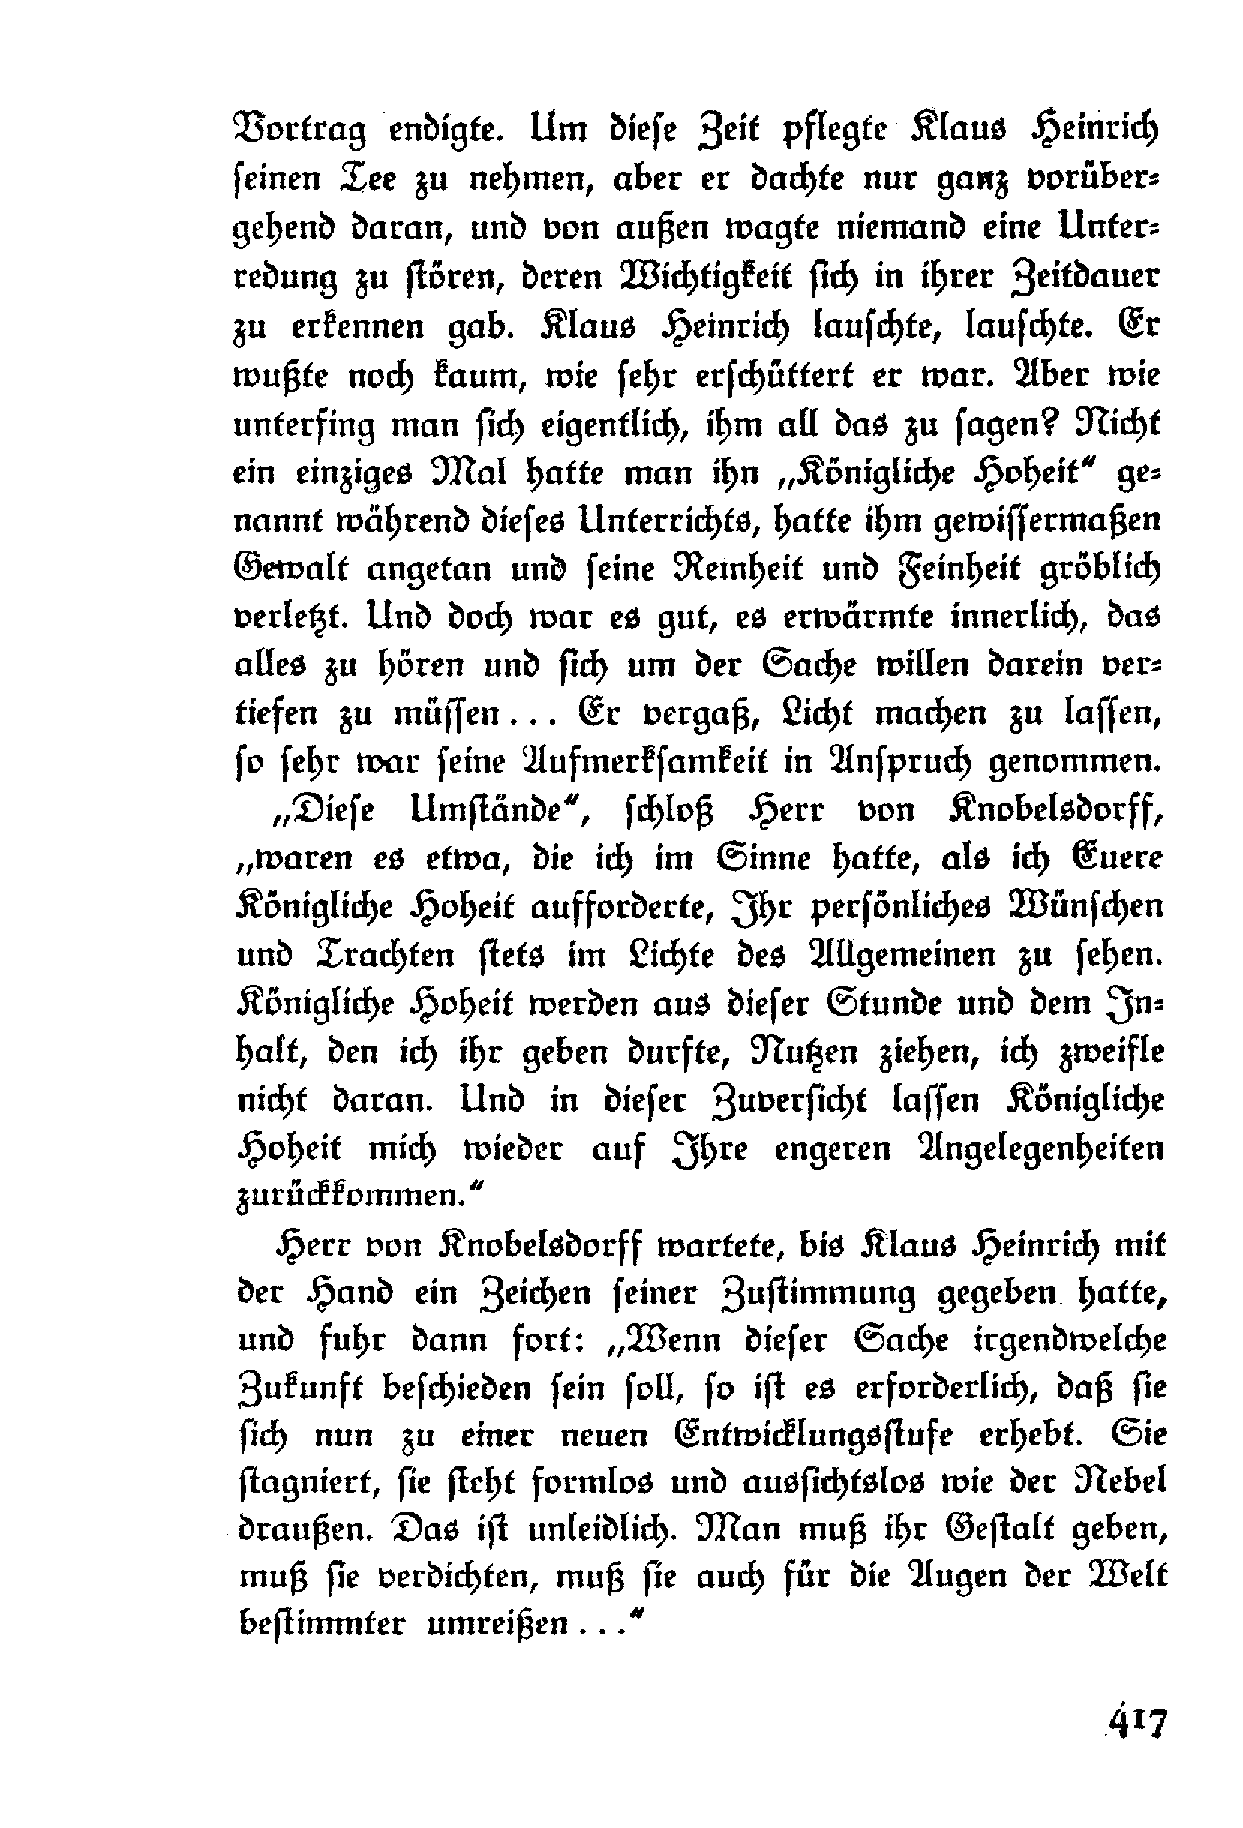 Vortrag endigte. Um diese Zeit pflegte Klaus Heinrich
seinen Tee zu nehmen, aber er dachte nur ganz vorüber-
gehend daran, und von außen wagte niemand eine Unter-
redung zu stören, deren Wichtigkeit sich in ihrer Zeitdauer
zu erkennen gab. Klaus Heinrich lauschte, lauschte. Er
wußte noch kaum, wie sehr erschüttert er war. Aber wie
unterfing man sich eigentlich, ihm all das zu sagen? Nicht
ein einziges Mal hatte man ihn „Königliche Hoheit“ ge-
nannt während dieses Unterrichts, hatte ihm gewissermaßen
Gewalt angetan und seine Reinheit und Feinheit gröblich
verletzt. Und doch war es gut, es erwärmte innerlich, das
alles zu hören und sich um der Sache willen darein ver-
tiefen zu müssen... Er vergaß, Licht machen zu lassen,
so sehr war seine Aufmerksamkeit in Anspruch genommen.
„Diese Umstände“, schloß Herr von Knobelsdorff,
„waren es etwa, die ich im Sinne hatte, als ich Euere
Königliche Hoheit aufforderte, Ihr persönliches Wünschen
und Trachten stets im Lichte des Allgemeinen zu sehen.
Königliche Hoheit werden aus dieser Stunde und dem In-
halt, den ich ihr geben durfte, Nutzen ziehen, ich zweifle
nicht daran. Und in dieser Zuversicht lassen Königliche
Hoheit mich wieder auf Ihre engeren Angelegenheiten
zurückkommen.“
Herr von Knobelsdorff wartete, bis Klaus Heinrich mit
der Hand ein Zeichen seiner Zustimmung gegeben hatte,
und fuhr dann fort: „Wenn dieser Sache irgendwelche
Zukunft beschieden sein soll, so ist es erforderlich, daß sie
sich nun zu einer neuen Entwicklungsstufe erhebt. Sie
stagniert, sie steht formlos und aussichtslos wie der Nebel
draußen. Das ist unleidlich. Man muß ihr Gestalt geben,
muß sie verdichten, muß sie auch für die Augen der Welt
bestimmter umreißen...“
417